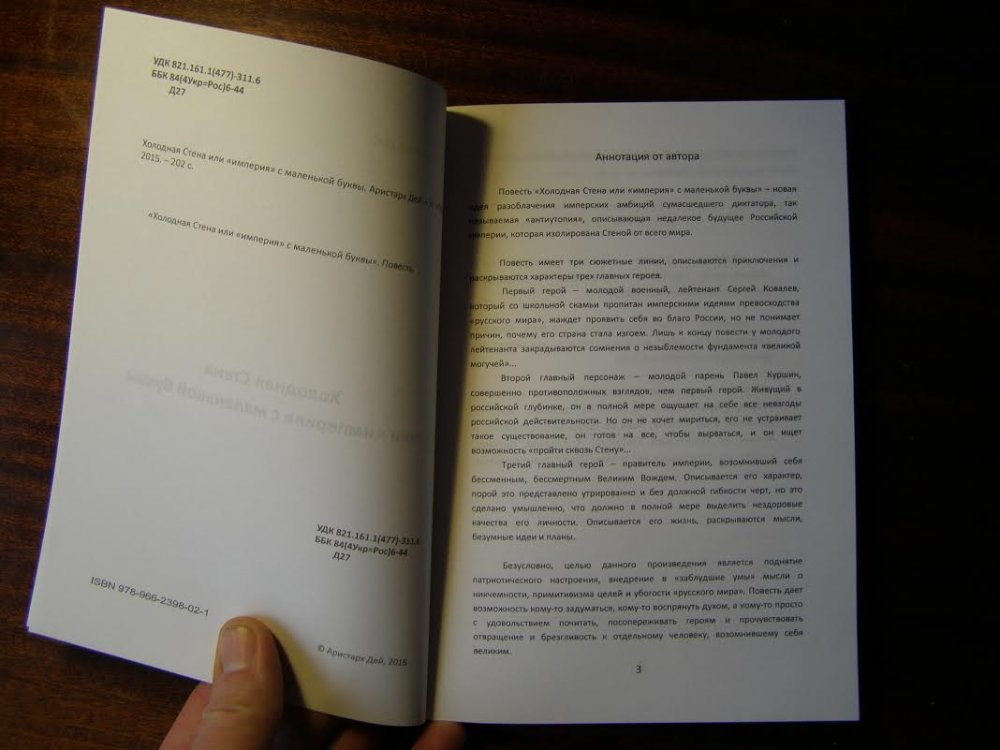 УДК 821.161.1(477)-311.6
ББК 84(4Укр=Рос)6-44
Д27
Холодная Стена или «империя» с маленькой буквы. Аристарх Дей.
2015. – 202 с.
«Холодная Стена или «империя» с маленькой буквы». Повесть
УДК 821.161.1(477)-311.6
ББК 84(4Укр=Рос)6-44
Д27
ISBN 978-966-2398-02-1
© Аристарх Дей, 2015
Аннотация от автора
Повесть «Холодная Стена или «империя» с маленькой буквы» – новая
идея разоблачения имперских амбиций сумасшедшего диктатора, так
называемая «антиутопия», описывающая недалекое будущее Российской
империи, которая изолирована Стеной от всего мира.
Повесть имеет три сюжетные линии, описываются приключения и
раскрываются характеры трех главных героев.
Первый герой – молодой военный, лейтенант Сергей Ковалев,
который со школьной скамьи пропитан имперскими идеями превосходства
«русского мира», жаждет проявить себя во благо России, но не понимает
причин, почему его страна стала изгоем. Лишь к концу повести у молодого
лейтенанта закрадываются сомнения о незыблемости фундамента «великой
могучей»...
Второй главный персонаж – молодой парень Павел Куршин,
совершенно противоположных взглядов, чем первый герой. Живущий в
российской глубинке, он в полной мере ощущает на себе все невзгоды
российской действительности. Но он не хочет мириться, его не устраивает
такое существование, он готов на все, чтобы вырваться, и он ищет
возможность «пройти сквозь Стену»...
Третий главный герой – правитель империи, возомнивший себя
бессменным, бессмертным Великим Вождем. Описывается его характер,
порой это представлено утрированно и без должной гибкости черт, но это
сделано умышленно, что должно в полной мере выделить нездоровые
качества его личности. Описывается его жизнь, раскрываются мысли,
безумные идеи и планы.
Безусловно, целью данного произведения является поднятие
патриотического настроения, внедрение в «заблудшие умы» мысли о
никчемности, примитивизма целей и убогости «русского мира». Повесть дает
возможность кому-то задуматься, кому-то воспрянуть духом, а кому-то просто
с удовольствием почитать, посопереживать героям и прочувствовать
отвращение и брезгливость к отдельному человеку, возомнившему себя
великим.
3